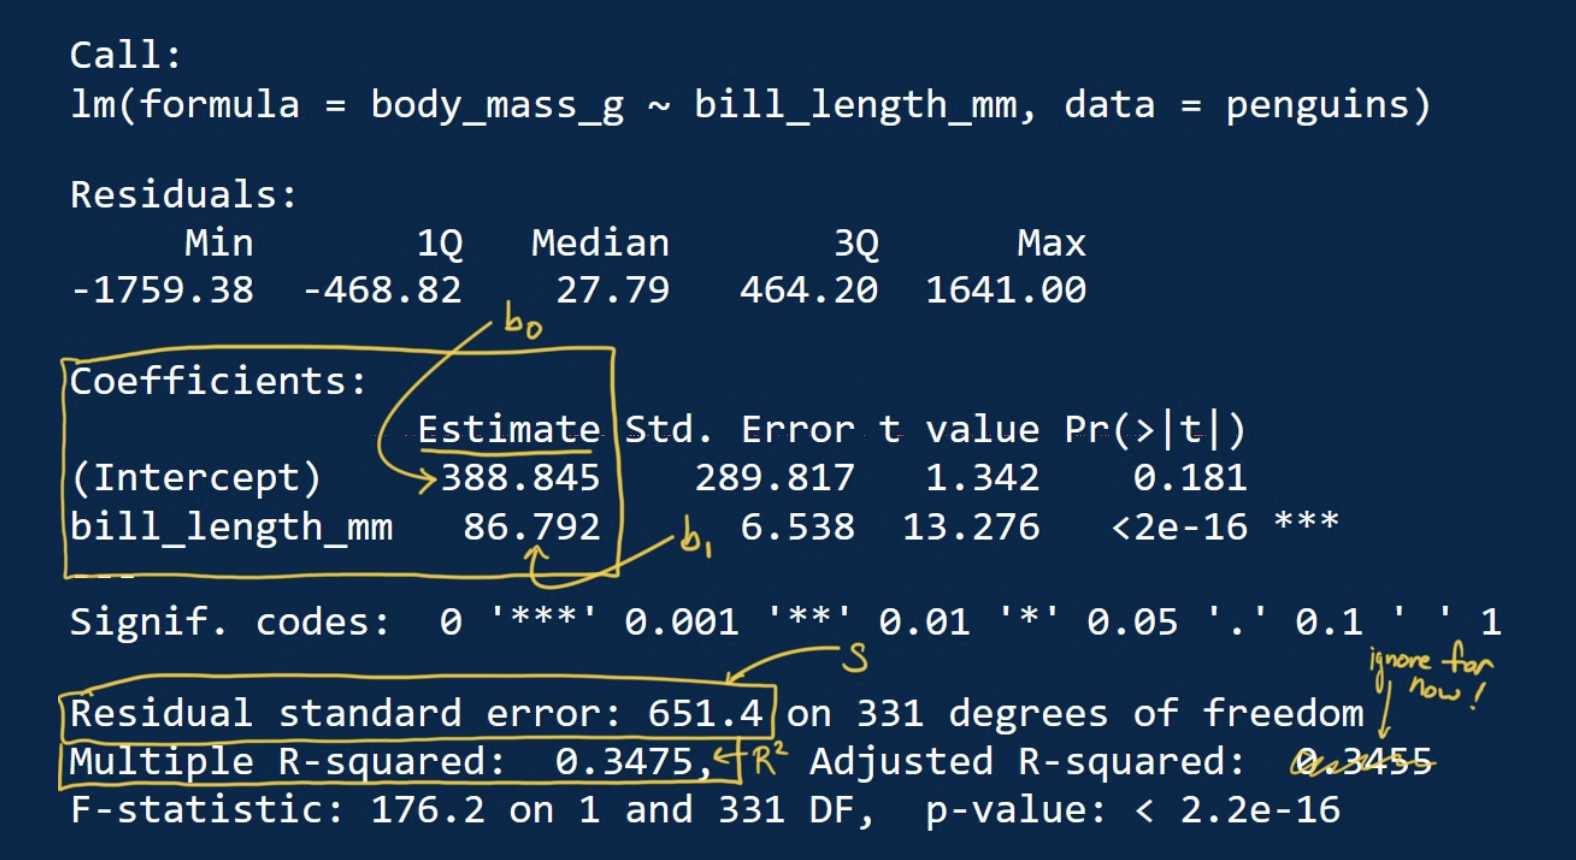 Call:
lm(formula = body_mass_g ~ bill_length_mm, data = penguins)
Residuals:
Min 1Q Median 3Q Max
-1759.38 -468.82 27.79 464.20 1641.00
b0
Coefficients:
Estimate Std. Error t value Pr(>|t|)
(Intercept) 388.845 289.817 1.342 0.181
bill_length_mm 86.792 6.538 13.276 <2e-16 ***
b1
---
Signif. codes: 0 '***' 0.001 '**' 0.01 '*' 0.05 '.' 0.1 ' ' 1
S
ignore for
now!
Residual standard error: 651.4 on 331 degrees of freedom
Multiple R-squared: 0.3475, R² Adjusted R-squared: 0.3455
F-statistic: 176.2 on 1 and 331 DF, p-value: < 2.2e-16